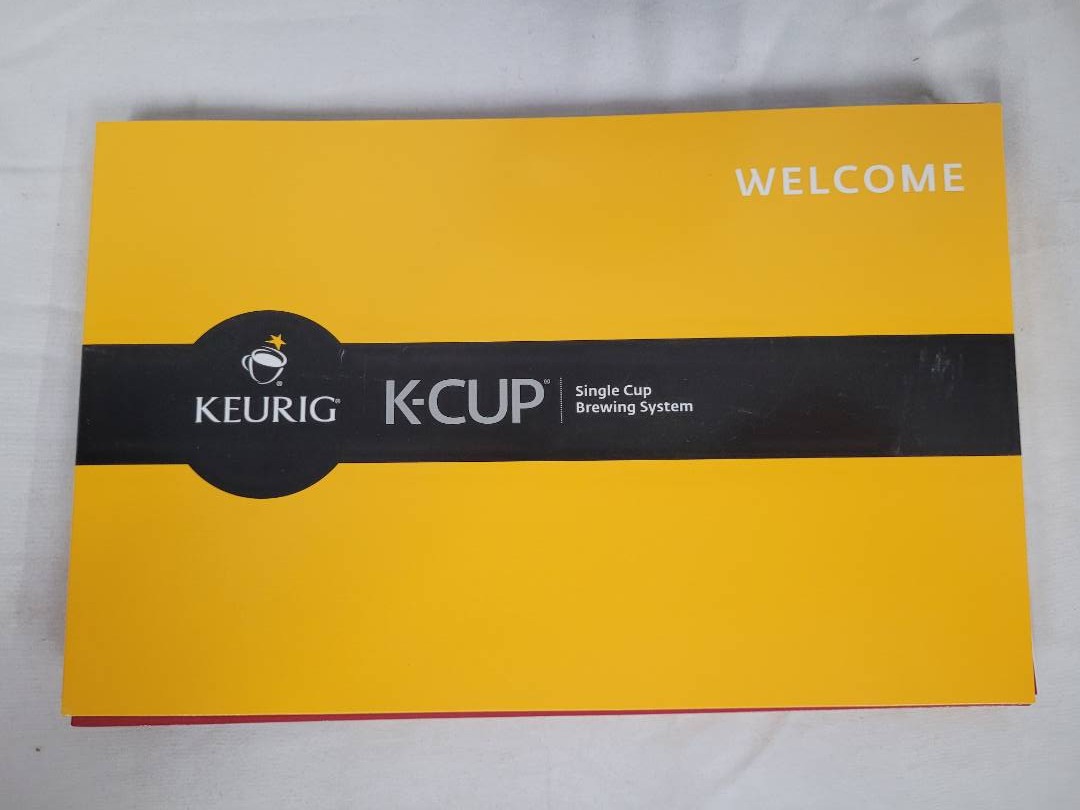 WELCOME
KEURIG®
K-CUP®
Single Cup
Brewing System